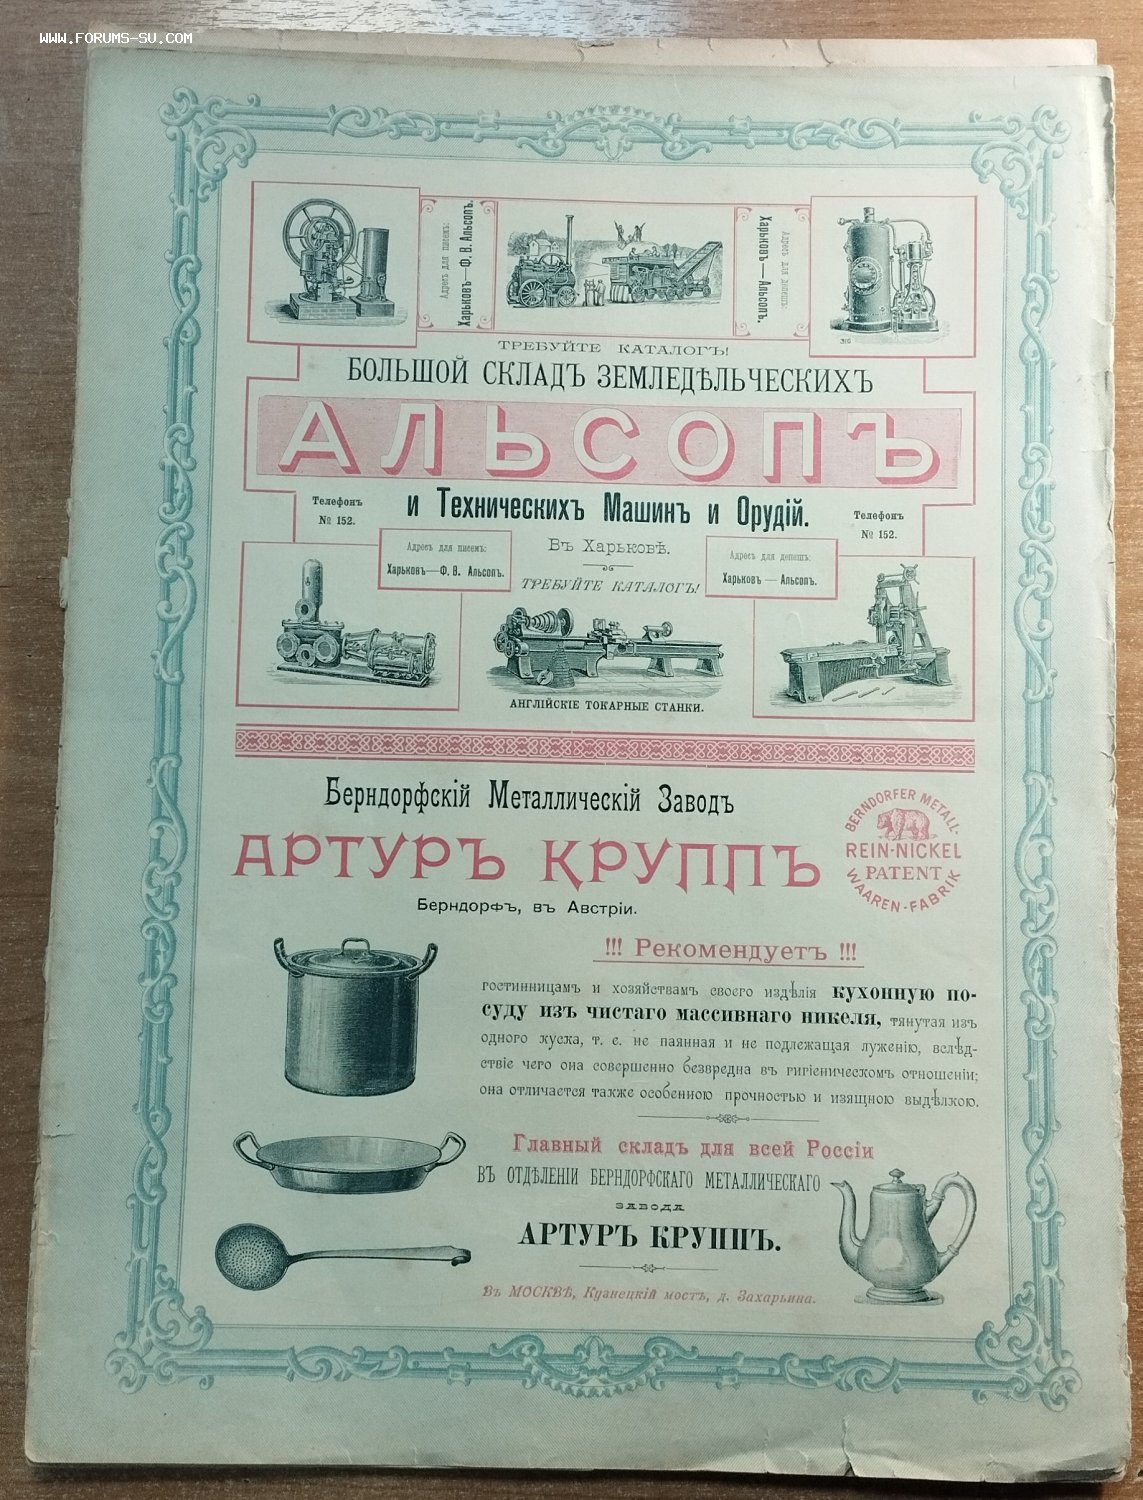 WWW.FORUMS-SU.COM
Адресъ для писемъ:
Харьковъ—Ф. В. Альсопъ.
Адресъ для депешъ:
Харьковъ—Альсопъ.
310
ТРЕБУЙТЕ КАТАЛОГЪ!
БОЛЬШОЙ СКЛАДЪ ЗЕМЛЕДѢЛЬЧЕСКИХЪ
АЛЬСОПЪ
и Техническихъ Машинъ и Орудій.
Телефонъ
№ 152.
Телефонъ
№ 152.
Въ Харьковѣ.
Адресъ для писемъ:
Харьковъ—Ф. В. Альсопъ.
Адресъ для депешъ:
Харьковъ — Альсопъ.
ТРЕБУЙТЕ КАТАЛОГЪ!
АНГЛІЙСКІЕ ТОКАРНЫЕ СТАНКИ.
Берндорфскій Металлическій Заводъ
АРТУРЪ КРУППЪ
Берндорфъ, въ Австріи.
BERNDORFER METALL-
REIN-NICKEL
PATENT
WAAREN-FABRIK
!!! Рекомендуетъ !!!
гостинницамъ и хозяйствамъ своего издѣлія кухонную по-
суду изъ чистаго массивнаго никеля, тянутая изъ
одного куска, т. е. не паянная и не подлежащая луженію, вслѣд-
ствіе чего она совершенно безвредна въ гигіеническомъ отношеніи;
она отличается также особенною прочностью и изящною выдѣлкою.
Главный складъ для всей Россіи
ВЪ ОТДѢЛЕНІИ БЕРНДОРФСКАГО МЕТАЛЛИЧЕСКАГО
ЗАВОДА
АРТУРЪ КРУППЪ.
Въ МОСКВѢ, Кузнецкій мостъ, д. Захарьина.